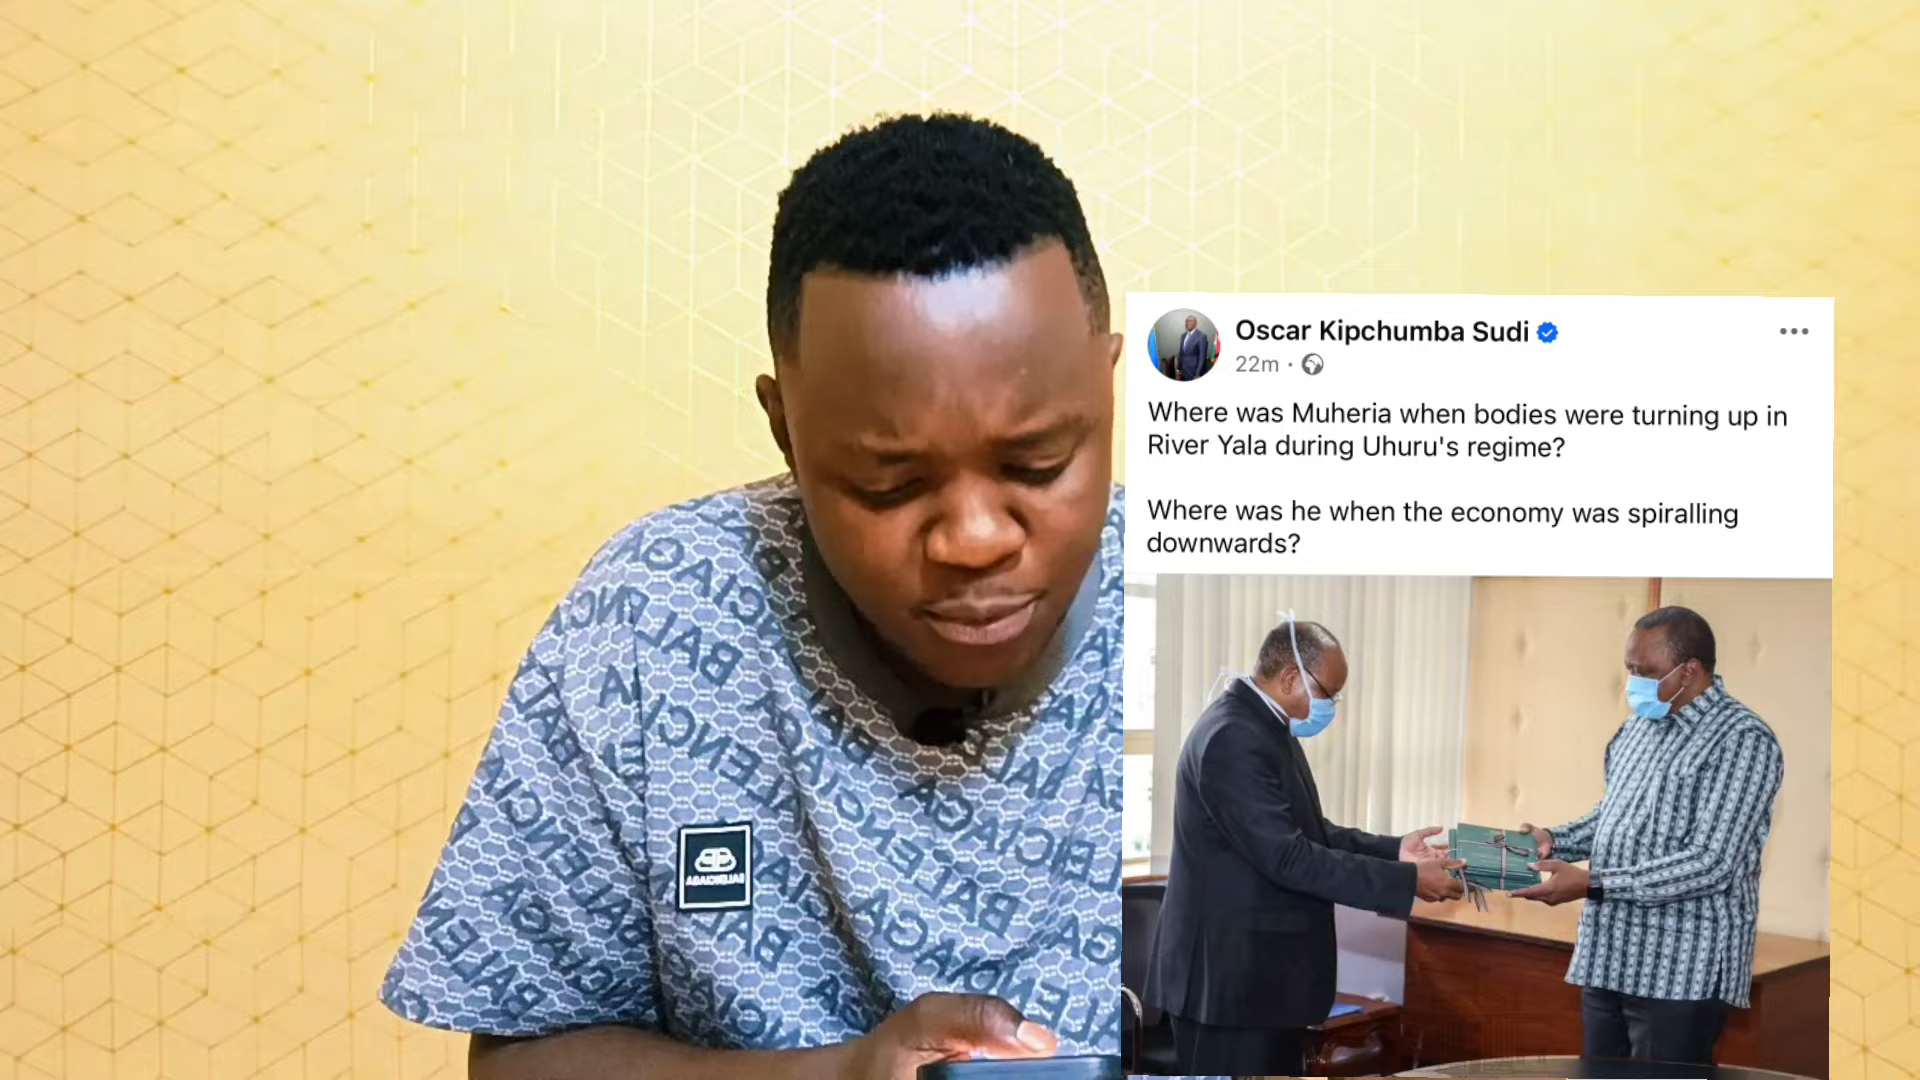 Oscar Kipchumba Sudi
22m
Where was Muheria when bodies were turning up in
River Yala during Uhuru's regime?
Where was he when the economy was spiralling
downwards?
BALENCIAGA